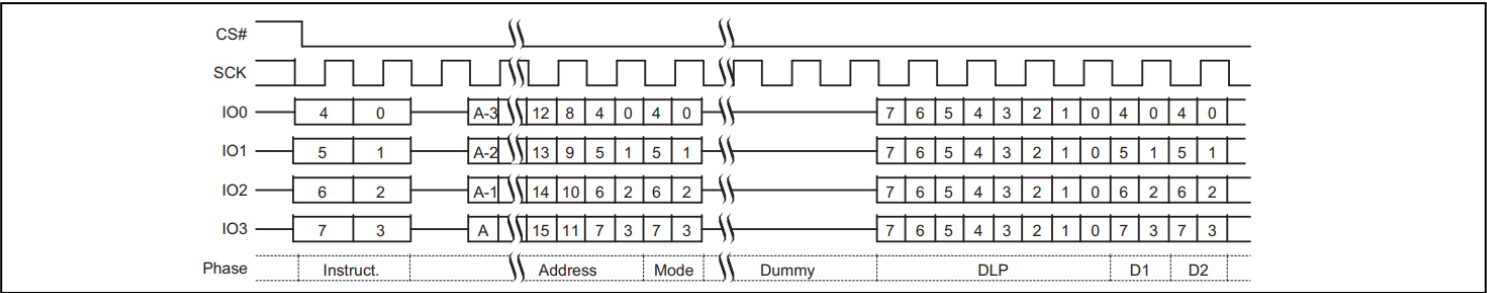 CS#
SCK
IO0 4 0 A-3 12 8 4 0 4 0 7 6 5 4 3 2 1 0 4 0 4 0
IO1 5 1 A-2 13 9 5 1 5 1 7 6 5 4 3 2 1 0 5 1 5 1
IO2 6 2 A-1 14 10 6 2 6 2 7 6 5 4 3 2 1 0 6 2 6 2
IO3 7 3 A 15 11 7 3 7 3 7 6 5 4 3 2 1 0 7 3 7 3
Phase Instruct. Address Mode Dummy DLP D1 D2